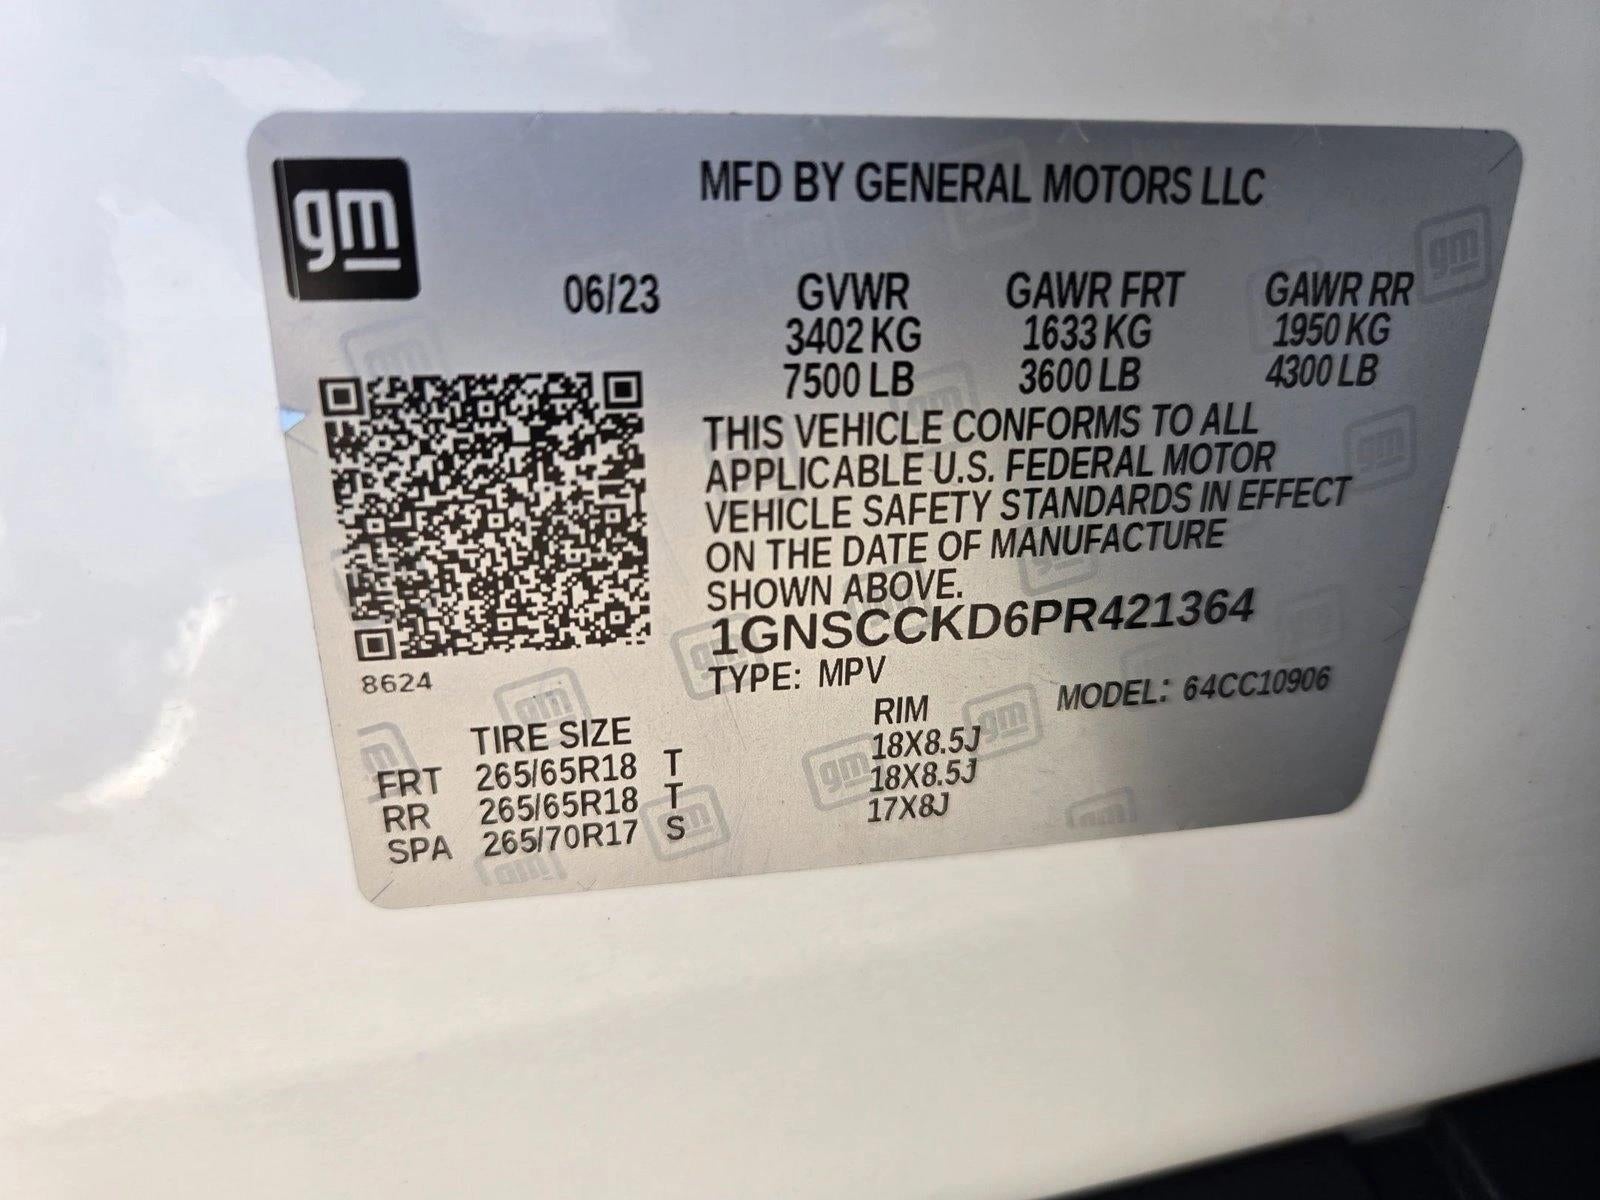 gm
MFD BY GENERAL MOTORS LLC
06/23 GVWR GAWR FRT GAWR RR
3402 KG 1633 KG 1950 KG
7500 LB 3600 LB 4300 LB
THIS VEHICLE CONFORMS TO ALL
APPLICABLE U.S. FEDERAL MOTOR
VEHICLE SAFETY STANDARDS IN EFFECT
ON THE DATE OF MANUFACTURE
SHOWN ABOVE.
1GNSCCKD6PR421364
8624
TYPE: MPV MODEL: 64CC10906
TIRE SIZE RIM
FRT 265/65R18 T 18X8.5J
RR 265/65R18 T 18X8.5J
SPA 265/70R17 S 17X8J